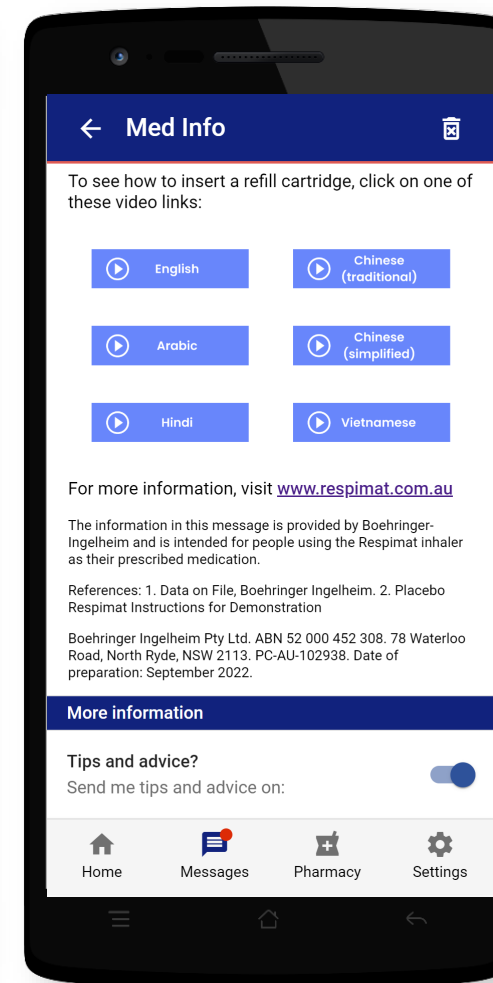 Med Info
To see how to insert a refill cartridge, click on one of
these video links:
English
Chinese
(traditional)
Arabic
Chinese
(simplified)
Hindi
Vietnamese
For more information, visit www.respimat.com.au
The information in this message is provided by Boehringer-
Ingelheim and is intended for people using the Respimat inhaler
as their prescribed medication.
References: 1. Data on File, Boehringer Ingelheim. 2. Placebo
Respimat Instructions for Demonstration
Boehringer Ingelheim Pty Ltd. ABN 52 000 452 308. 78 Waterloo
Road, North Ryde, NSW 2113. PC-AU-102938. Date of
preparation: September 2022.
More information
Tips and advice?
Send me tips and advice on:
Home
Messages
Pharmacy
Settings